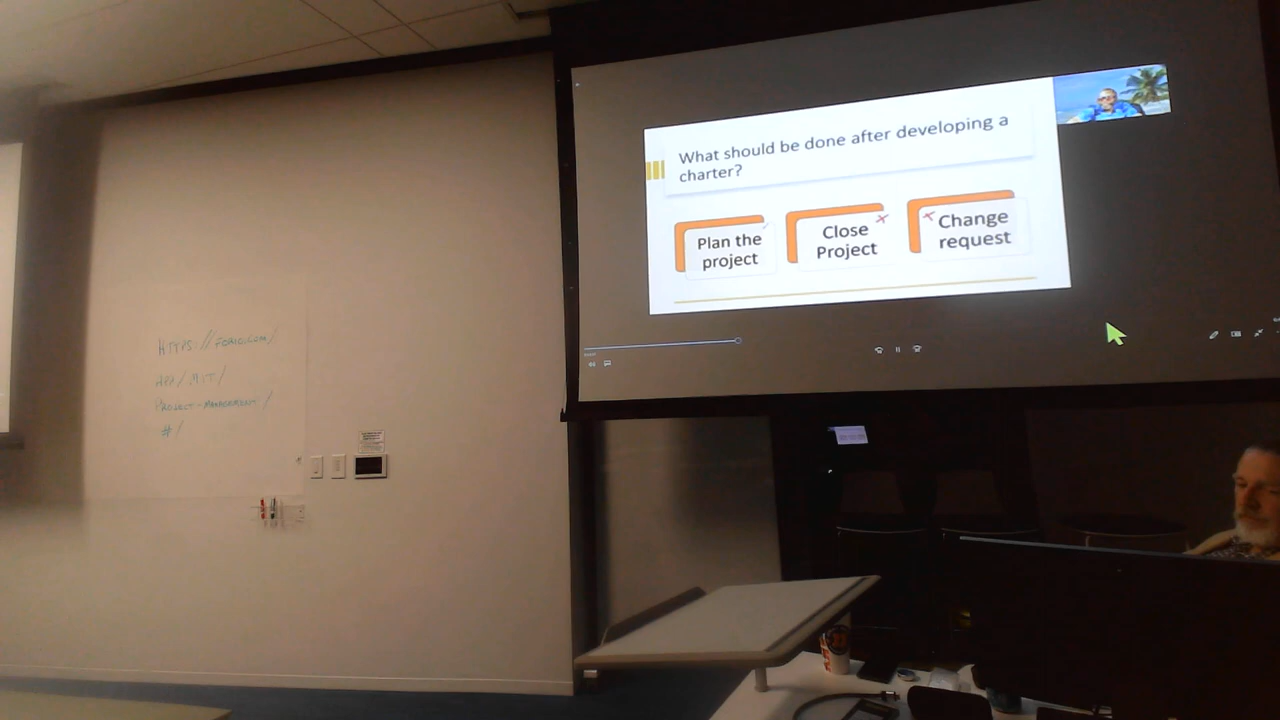 What should be done after developing a
charter?
Plan the
project
Close
Project
Change
request
HTTPS://FORIO.COM/
APP/MIT/
PROJECT-MANAGEMENT/
#/